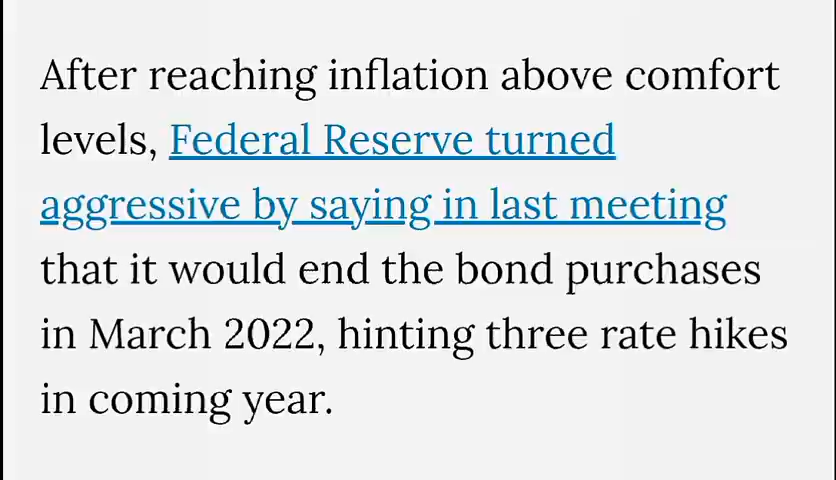 After reaching inflation above comfort
levels, Federal Reserve turned
aggressive by saying in last meeting
that it would end the bond purchases
in March 2022, hinting three rate hikes
in coming year.